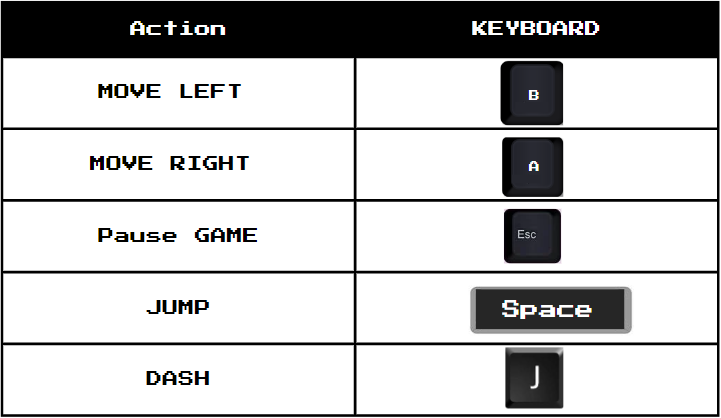 Action KEYBOARD
MOVE LEFT B
MOVE RIGHT A
Pause GAME Esc
JUMP Space
DASH J